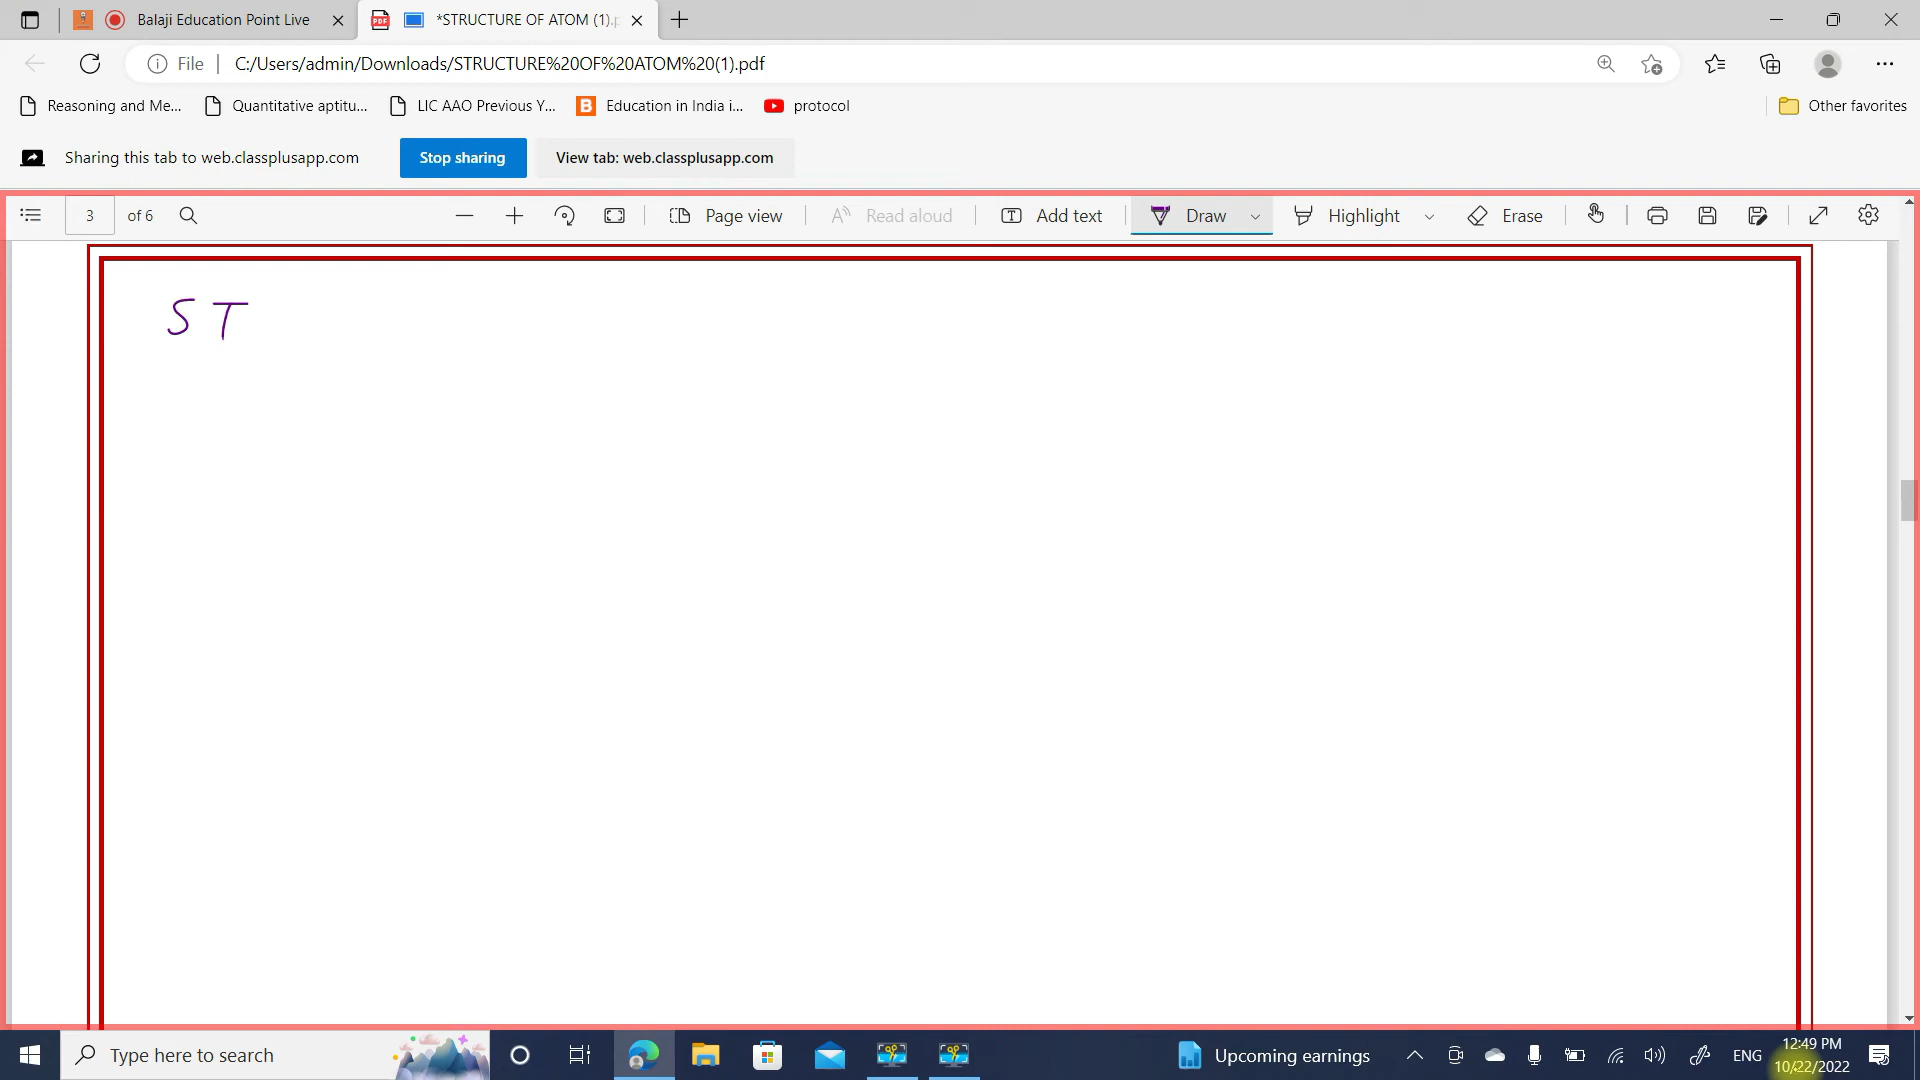 Balaji Education Point Live
*STRUCTURE OF ATOM (1).p
File C:/Users/admin/Downloads/STRUCTURE%20OF%20ATOM%20(1).pdf
Reasoning and Me... Quantitative aptitu... LIC AAO Previous Y... Education in India i... protocol Other favorites
Sharing this tab to web.classplusapp.com Stop sharing View tab: web.classplusapp.com
3 of 6 Page view Read aloud Add text Draw Highlight Erase
S T
Type here to search Upcoming earnings ENG 12:49 PM
10/22/2022